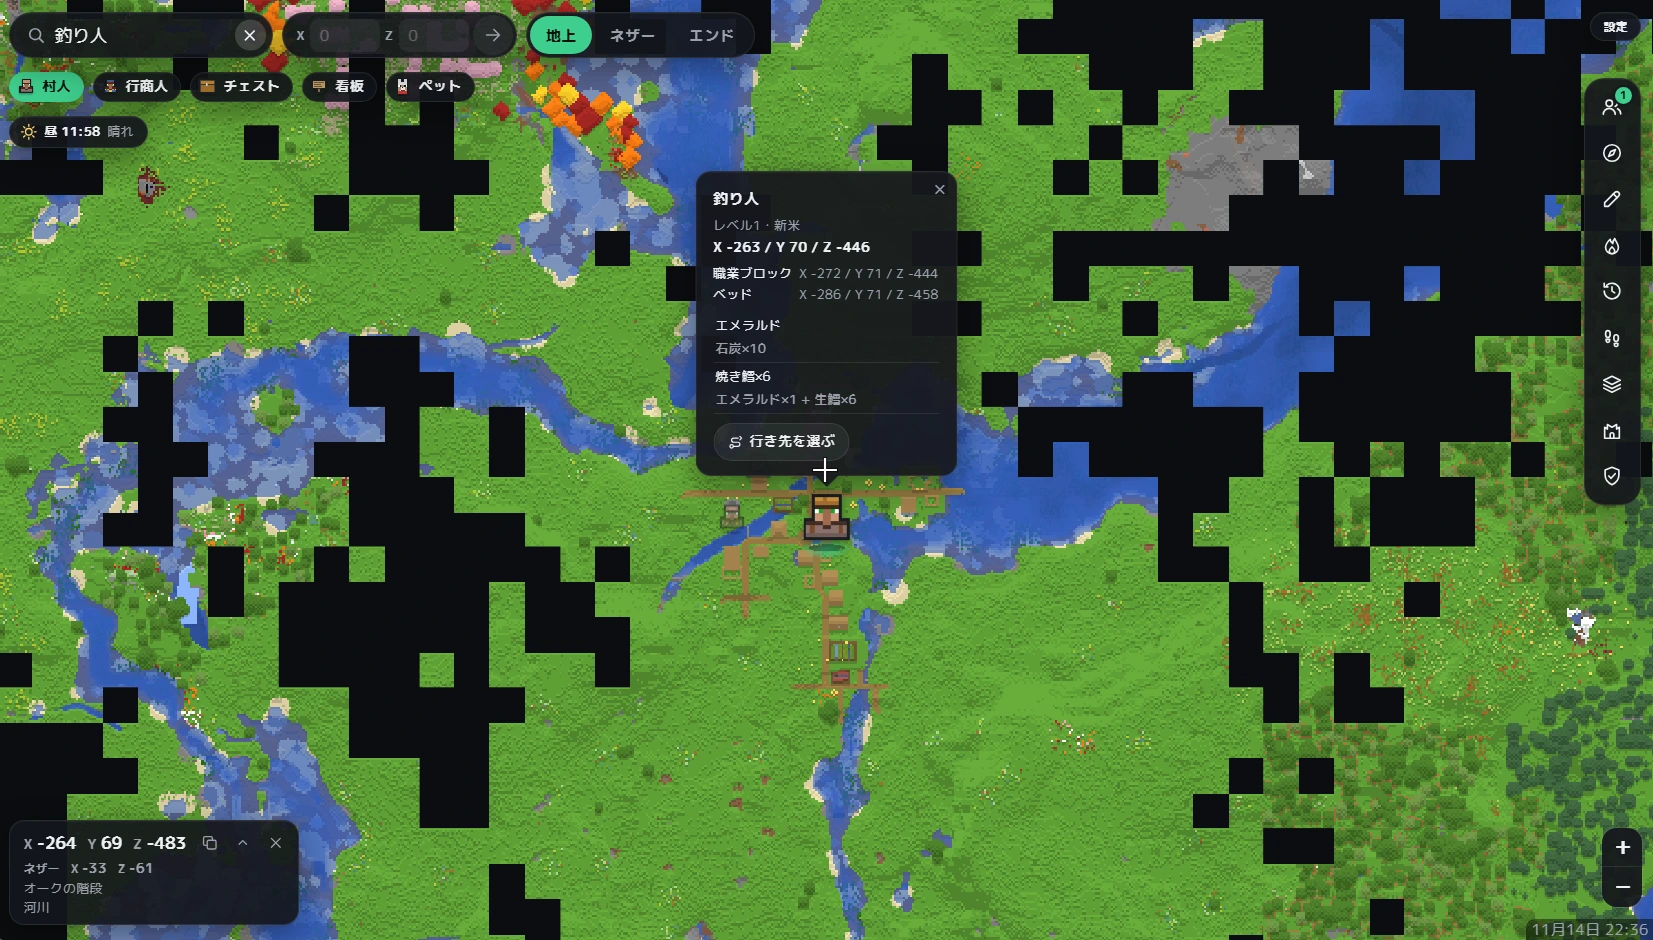 釣り人
X 0 Z 0
地上 ネザー エンド
設定
村人 行商人 チェスト 看板 ペット
昼 11:58 晴れ
1
釣り人
レベル1・新米
X -263 / Y 70 / Z -446
職業ブロック X -272 / Y 71 / Z -444
ベッド X -286 / Y 71 / Z -458
エメラルド
石炭×10
焼き鱈×6
エメラルド×1 + 生鱈×6
行き先を選ぶ
X -264 Y 69 Z -483
ネザー X -33 Z -61
オークの階段
河川
11月14日 22:36